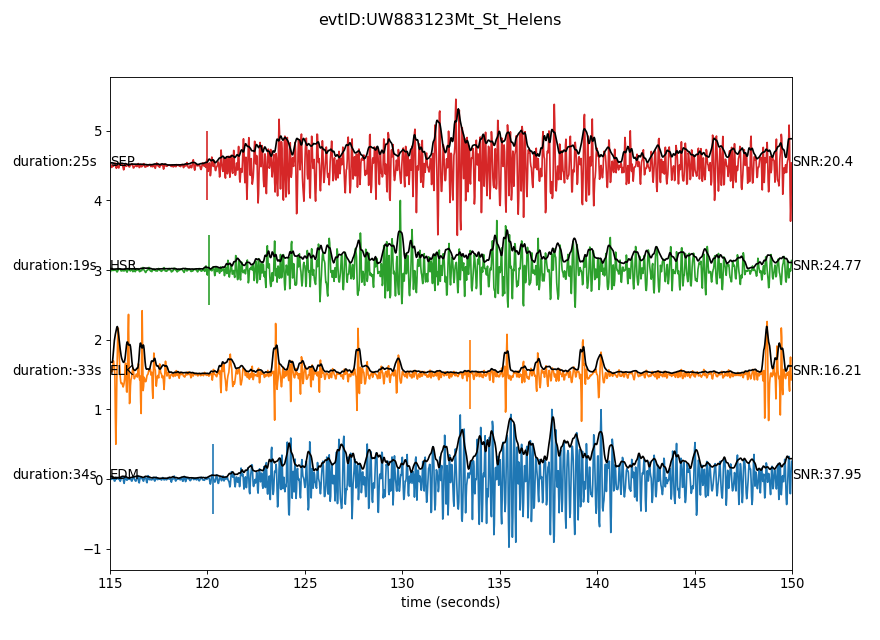 evtID:UW883123Mt_St_Helens
5
duration:25s SEP SNR:20.4
4
duration:19s HSR SNR:24.77
3
2
duration:-33s ELK SNR:16.21
1
duration:34s EDM SNR:37.95
0
−1
115 120 125 130 135 140 145 150
time (seconds)